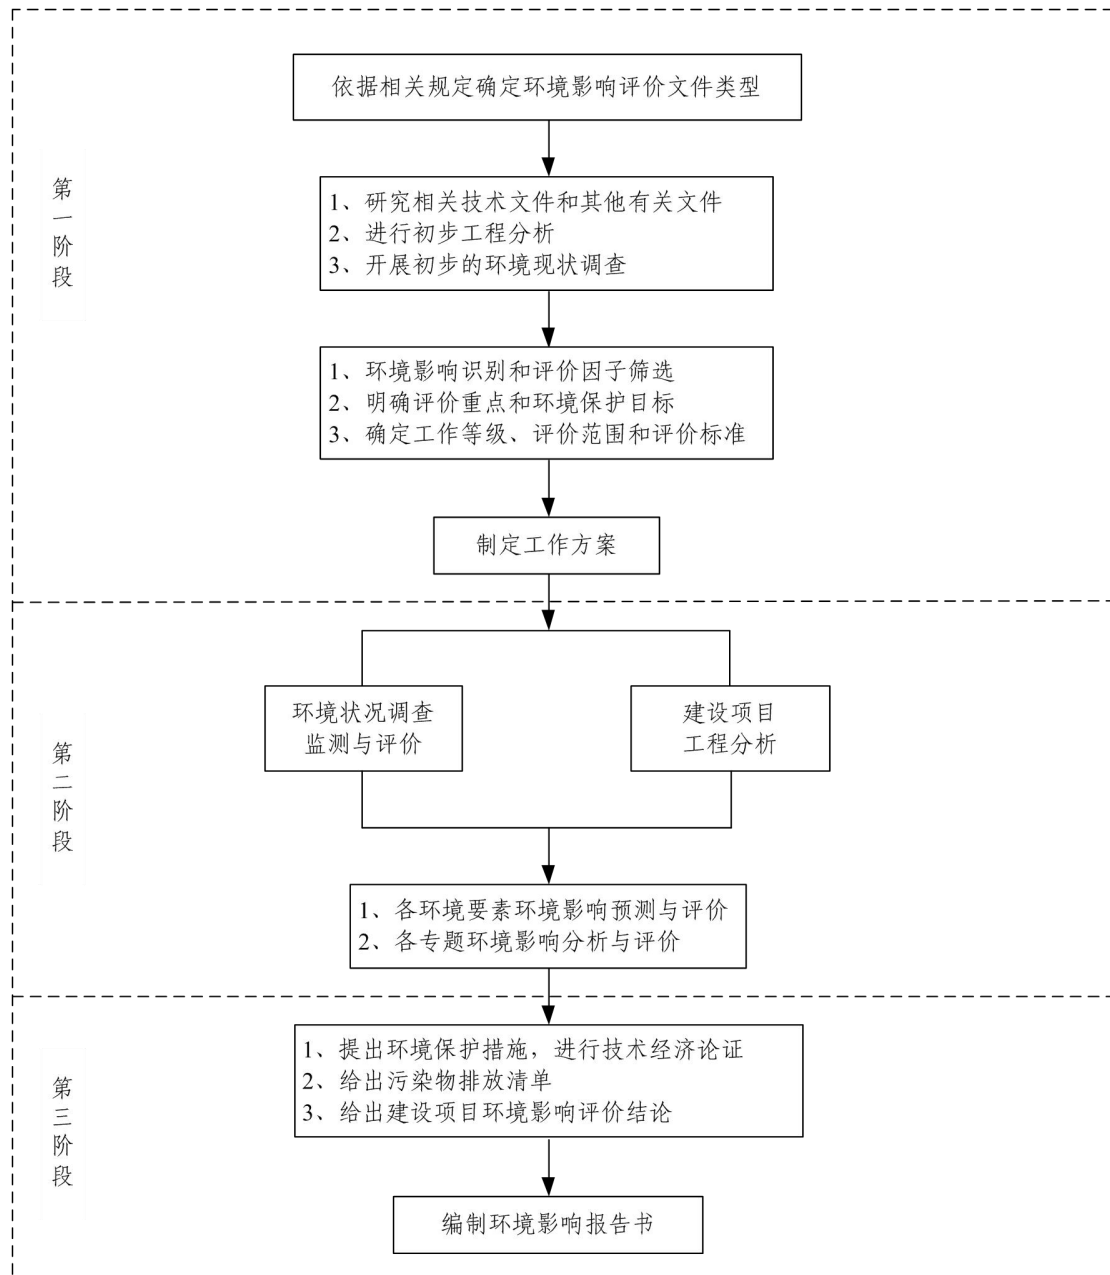 依据相关规定确定环境影响评价文件类型
第一阶段
1、研究相关技术文件和其他有关文件
2、进行初步工程分析
3、开展初步的环境现状调查
1、环境影响识别和评价因子筛选
2、明确评价重点和环境保护目标
3、确定工作等级、评价范围和评价标准
制定工作方案
第二阶段
环境状况调查
监测与评价
建设项目
工程分析
1、各环境要素环境影响预测与评价
2、各专题环境影响分析与评价
第三阶段
1、提出环境保护措施，进行技术经济论证
2、给出污染物排放清单
3、给出建设项目环境影响评价结论
编制环境影响报告书